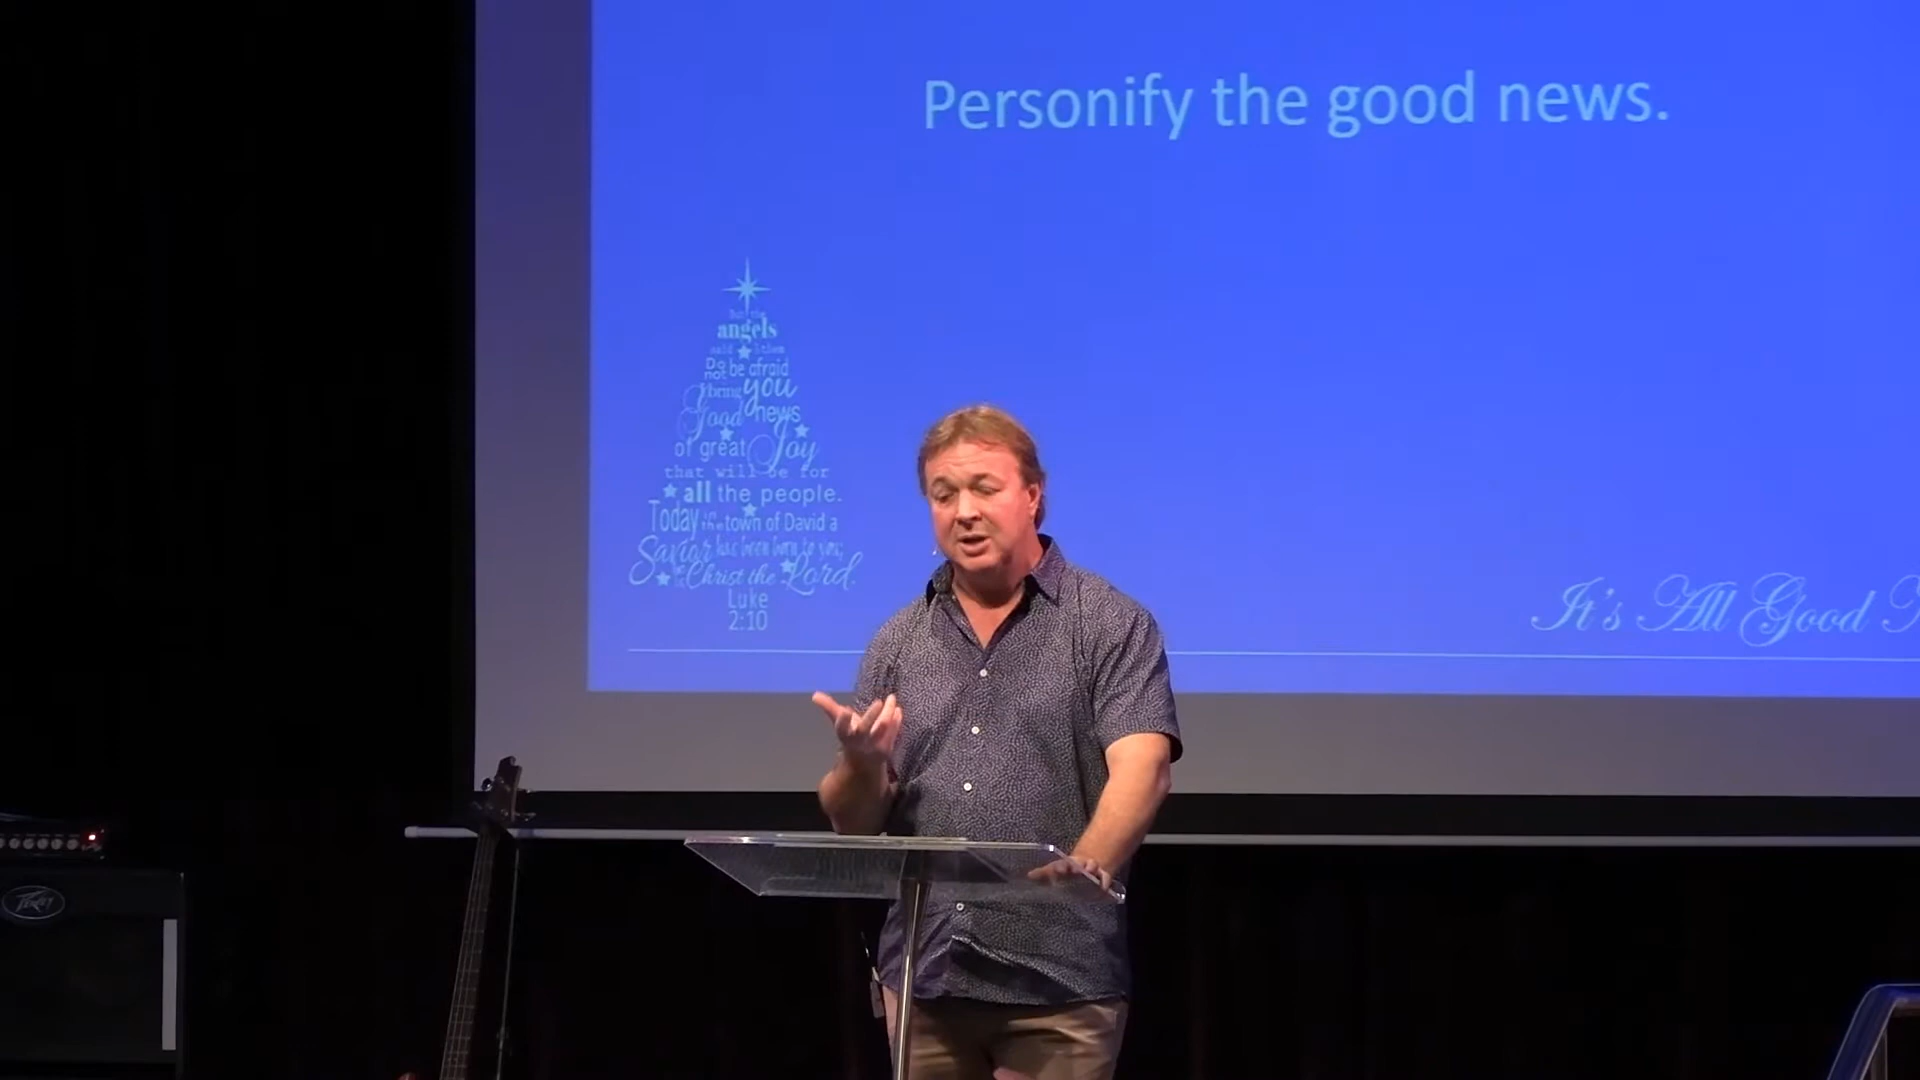 Personify the good news.
angels
Do not be afraid
I bring you
Good news
of great Joy
that will be for
all the people.
Today in the town of David a
Savior has been born to you;
Christ the Lord.
Luke
2:10
It's All Good
Peavey